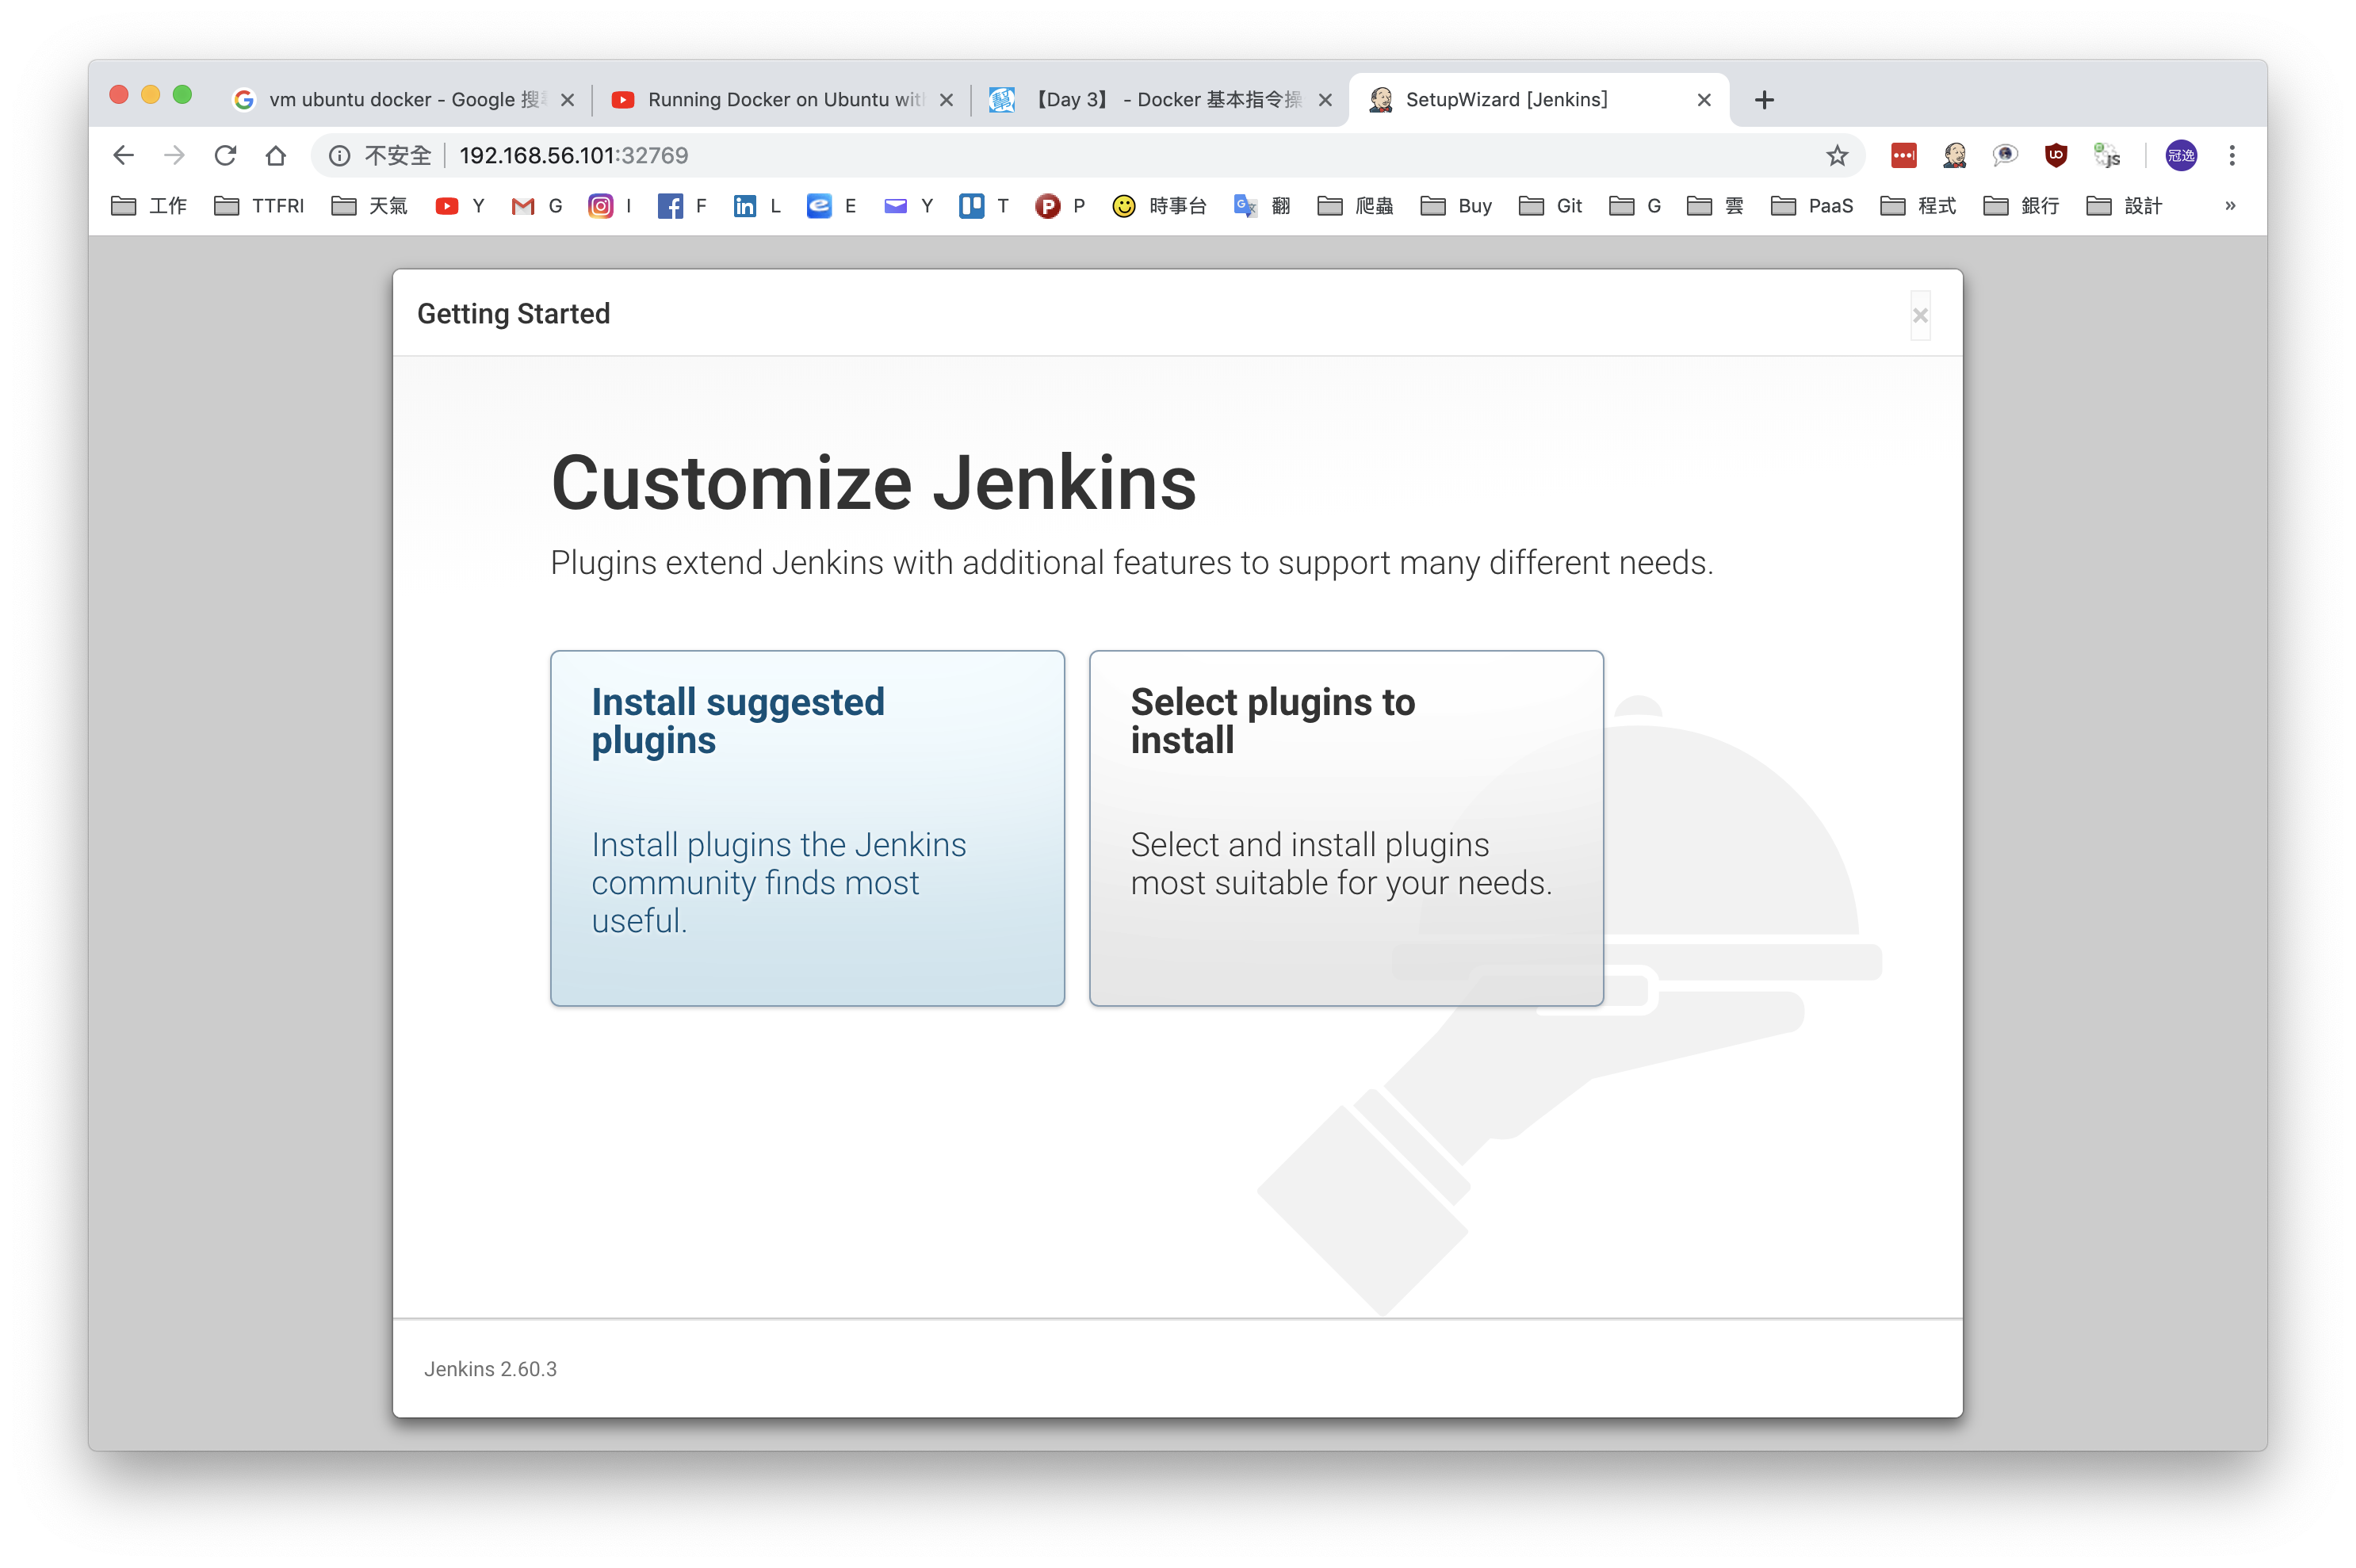 vm ubuntu docker - Google 搜
Running Docker on Ubuntu wit
【Day 3】 - Docker 基本指令操
SetupWizard [Jenkins]
不安全 192.168.56.101:32769
冠逸
工作 TTFRI 天氣 Y G I F L E Y T P 時事台 翻 爬蟲 Buy Git G 雲 PaaS 程式 銀行 設計 »
Getting Started
Customize Jenkins
Plugins extend Jenkins with additional features to support many different needs.
Install suggested
plugins
Install plugins the Jenkins
community finds most
useful.
Select plugins to
install
Select and install plugins
most suitable for your needs.
Jenkins 2.60.3